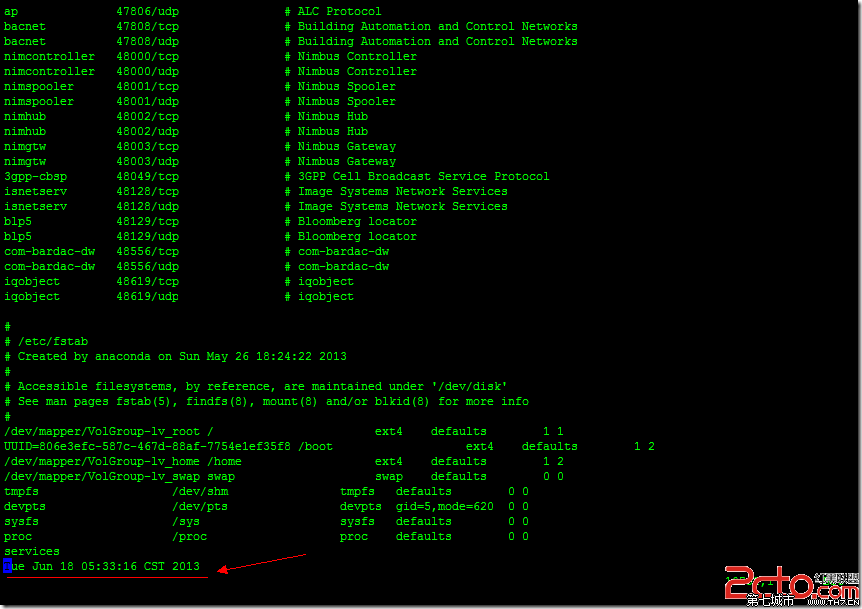 ap 47806/udp # ALC Protocol
bacnet 47808/tcp # Building Automation and Control Networks
bacnet 47808/udp # Building Automation and Control Networks
nimcontroller 48000/tcp # Nimbus Controller
nimcontroller 48000/udp # Nimbus Controller
nimspooler 48001/tcp # Nimbus Spooler
nimspooler 48001/udp # Nimbus Spooler
nimhub 48002/tcp # Nimbus Hub
nimhub 48002/udp # Nimbus Hub
nimgtw 48003/tcp # Nimbus Gateway
nimgtw 48003/udp # Nimbus Gateway
3gpp-cbsp 48049/tcp # 3GPP Cell Broadcast Service Protocol
isnetserv 48128/tcp # Image Systems Network Services
isnetserv 48128/udp # Image Systems Network Services
blp5 48129/tcp # Bloomberg locator
blp5 48129/udp # Bloomberg locator
com-bardac-dw 48556/tcp # com-bardac-dw
com-bardac-dw 48556/udp # com-bardac-dw
iqobject 48619/tcp # iqobject
iqobject 48619/udp # iqobject
#
# /etc/fstab
# Created by anaconda on Sun May 26 18:24:22 2013
#
# Accessible filesystems, by reference, are maintained under '/dev/disk'
# See man pages fstab(5), findfs(8), mount(8) and/or blkid(8) for more info
#
/dev/mapper/VolGroup-lv_root / ext4 defaults 1 1
UUID=806e3efc-587c-467d-88af-7754e1ef35f8 /boot ext4 defaults 1 2
/dev/mapper/VolGroup-lv_home /home ext4 defaults 1 2
/dev/mapper/VolGroup-lv_swap swap swap defaults 0 0
tmpfs /dev/shm tmpfs defaults 0 0
devpts /dev/pts devpts gid=5,mode=620 0 0
sysfs /sys sysfs defaults 0 0
proc /proc proc defaults 0 0
services
Tue Jun 18 05:33:16 CST 2013
2cto.com
第七城市 WWW.TH7.CN